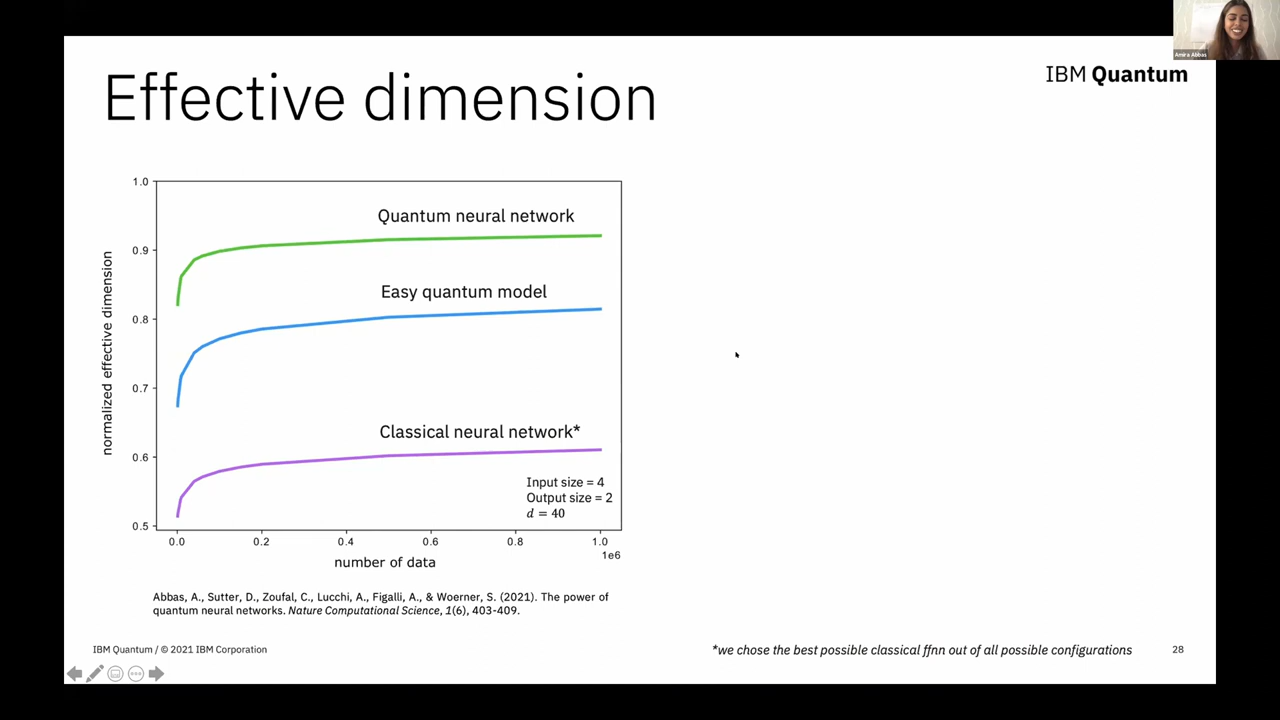 Amira Abbas
IBM Quantum
Effective dimension
1.0
0.9
0.8
0.7
0.6
0.5
normalized effective dimension
Quantum neural network
Easy quantum model
Classical neural network*
Input size = 4
Output size = 2
d = 40
0.0 0.2 0.4 0.6 0.8 1.0
1e6
number of data
Abbas, A., Sutter, D., Zoufal, C., Lucchi, A., Figalli, A., & Woerner, S. (2021). The power of
quantum neural networks. Nature Computational Science, 1(6), 403-409.
IBM Quantum / © 2021 IBM Corporation
*we chose the best possible classical ffnn out of all possible configurations
28